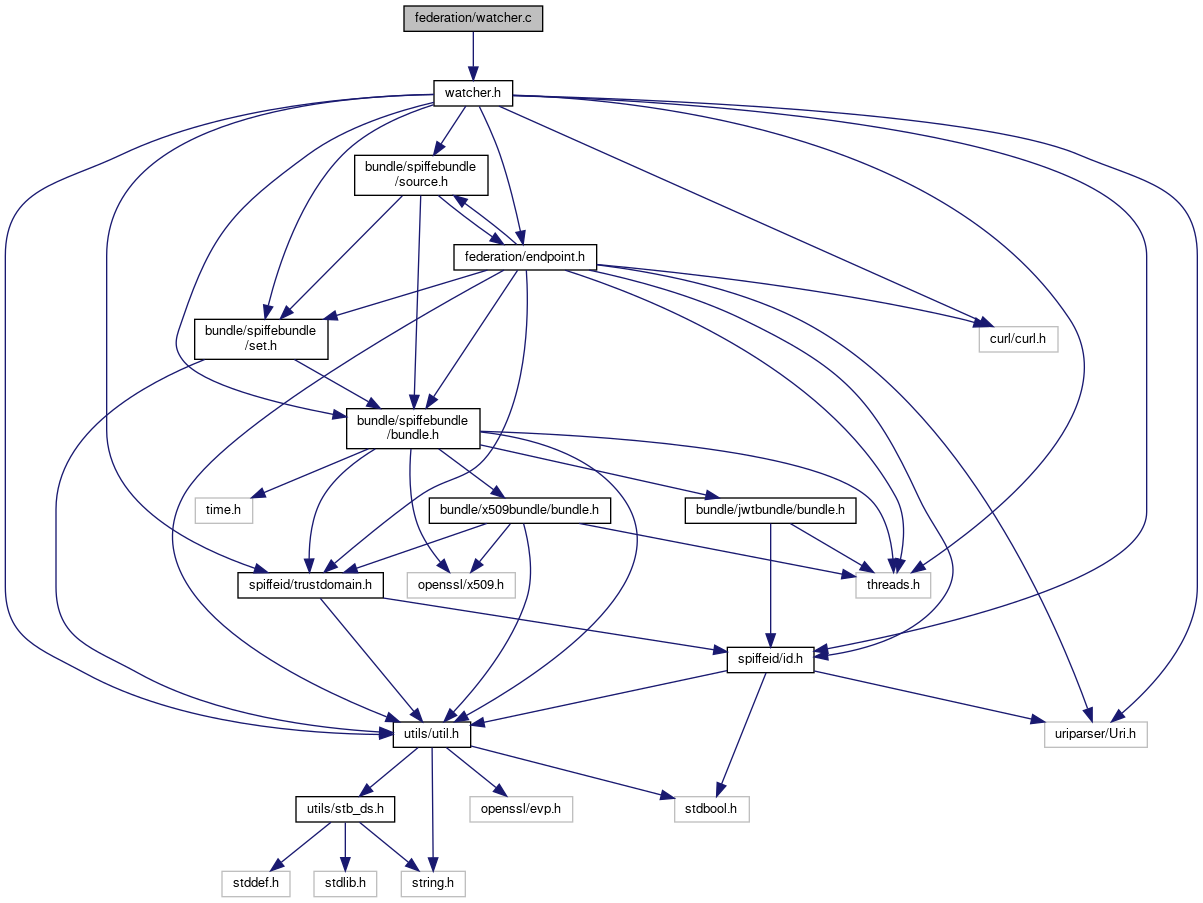 federation/watcher.c
watcher.h
bundle/spiffebundle
/source.h
federation/endpoint.h
bundle/spiffebundle
/set.h
curl/curl.h
bundle/spiffebundle
/bundle.h
time.h
bundle/x509bundle/bundle.h
bundle/jwtbundle/bundle.h
spiffeid/trustdomain.h
openssl/x509.h
threads.h
spiffeid/id.h
utils/util.h
uriparser/Uri.h
utils/stb_ds.h
openssl/evp.h
stdbool.h
stddef.h
stdlib.h
string.h